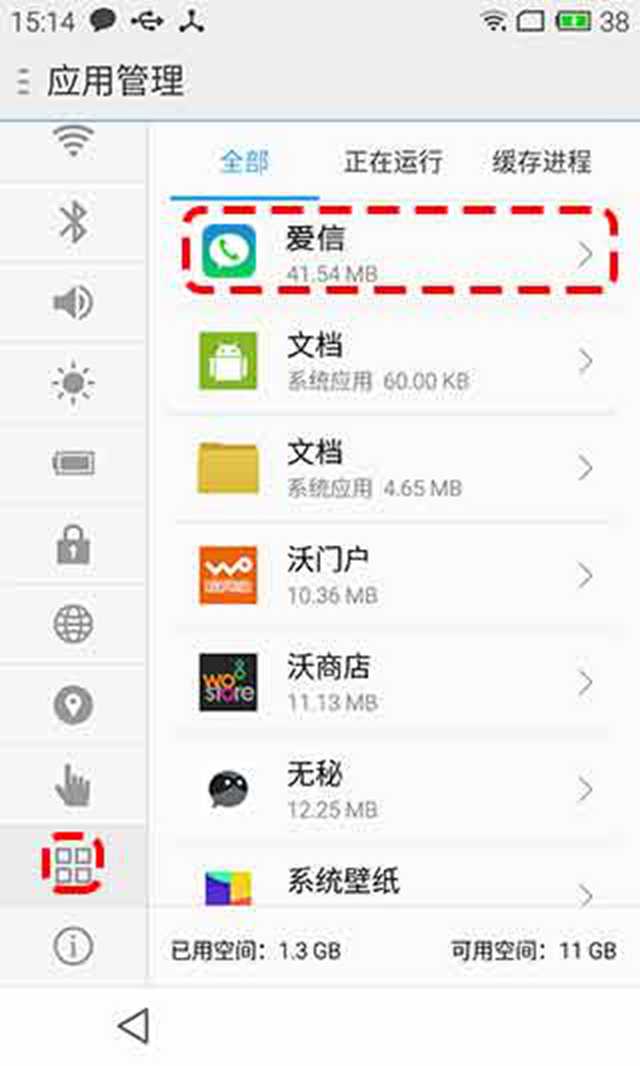 15:14 38
应用管理
全部 正在运行 缓存进程
爱信
41.54 MB
文档
系统应用 60.00 KB
文档
系统应用 4.65 MB
沃门户
10.36 MB
沃商店
wo store
11.13 MB
无秘
12.25 MB
系统壁纸
已用空间：1.3 GB 可用空间：11 GB